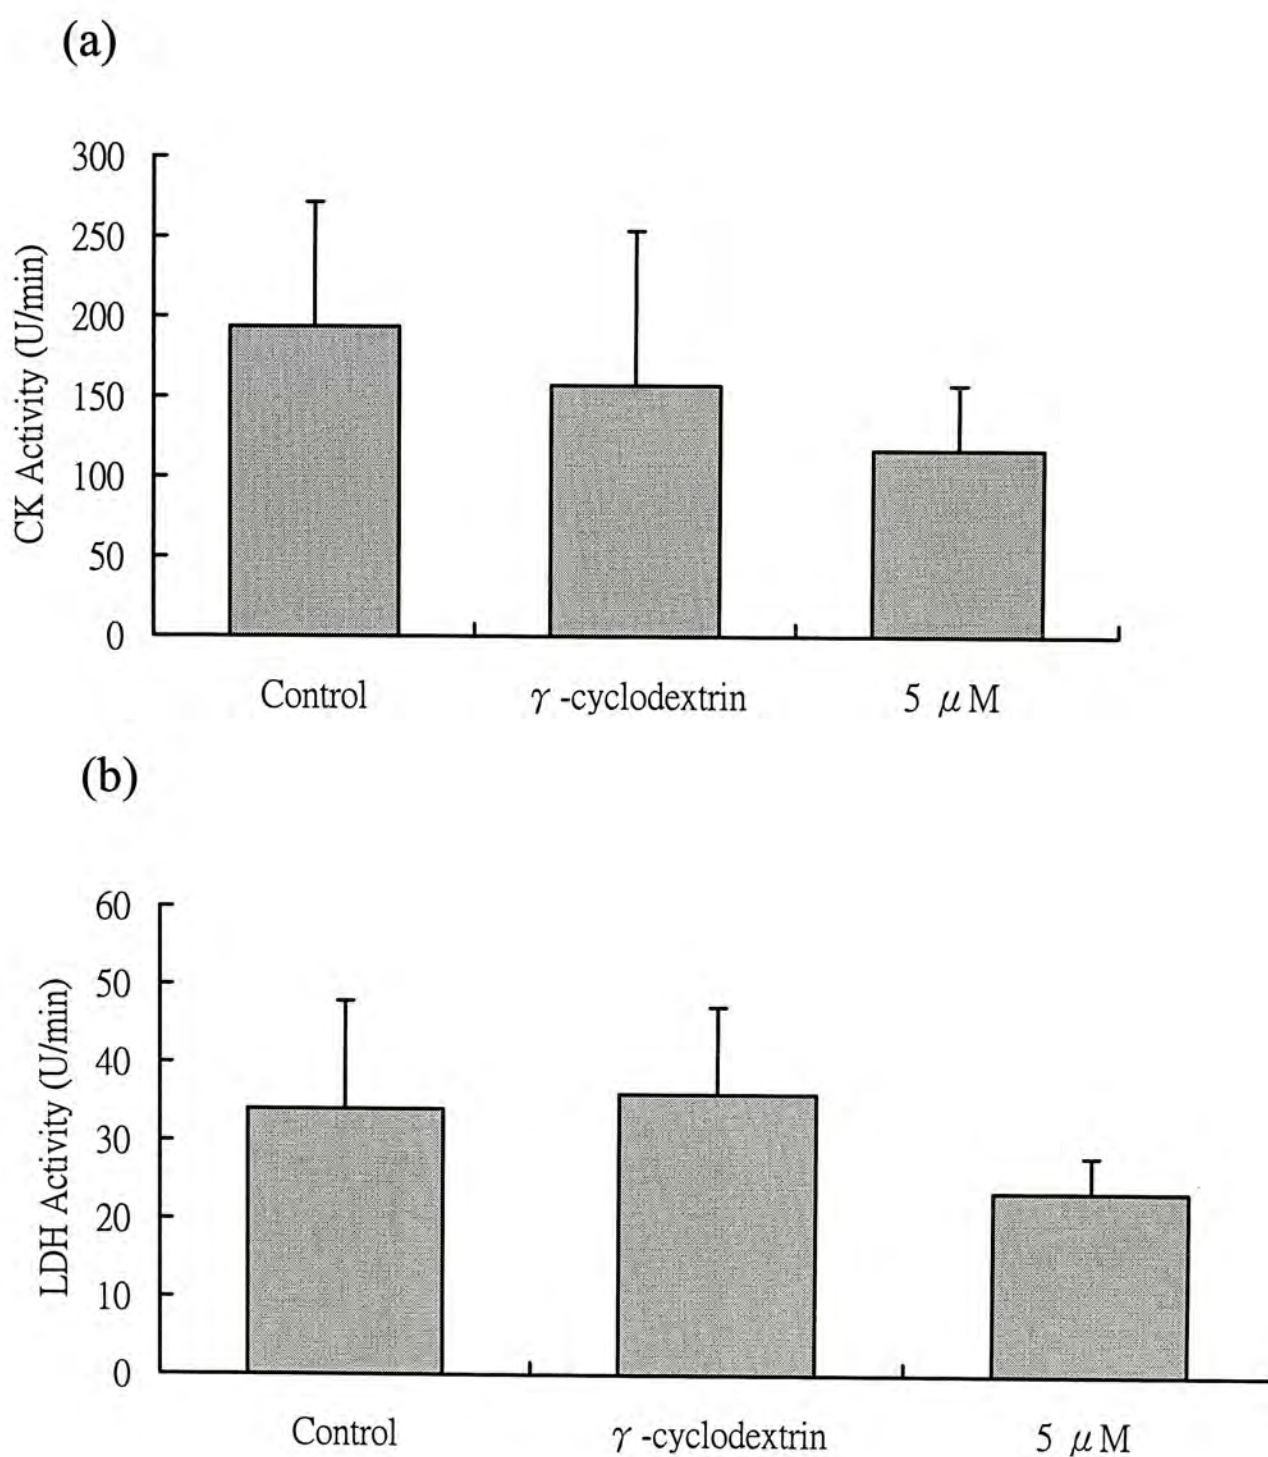 (a)
300
250
200
150
100
50
0
CK Activity (U/min)
Control
γ-cyclodextrin
5 μM
(b)
60
50
40
30
20
10
0
LDH Activity (U/min)
Control
γ-cyclodextrin
5 μM